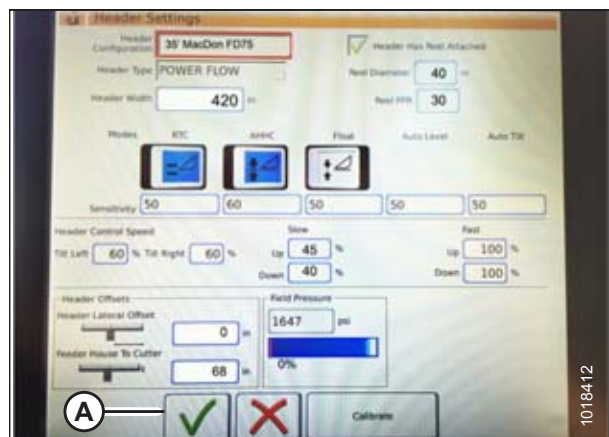 Header Settings
Header Configuration 35' MacDon FD75 Header Has Reel Attached
Header Type POWER FLOW Reel Diameter 40 in
Header Width 420 in Reel PPR 30
Modes RTC AHHC Float Auto Level Auto Tilt
Sensitivity 50 60 50 50 50
Header Control Speed Slow Fast
Tilt Left 60 % Tilt Right 60 % Up 45 % Up 100 %
Down 40 % Down 100 %
Header Offsets Field Pressure
Header Lateral Offset 0 in 1647 psi
Feeder House To Cutter 68 in 0%
A Calibrate
1018412